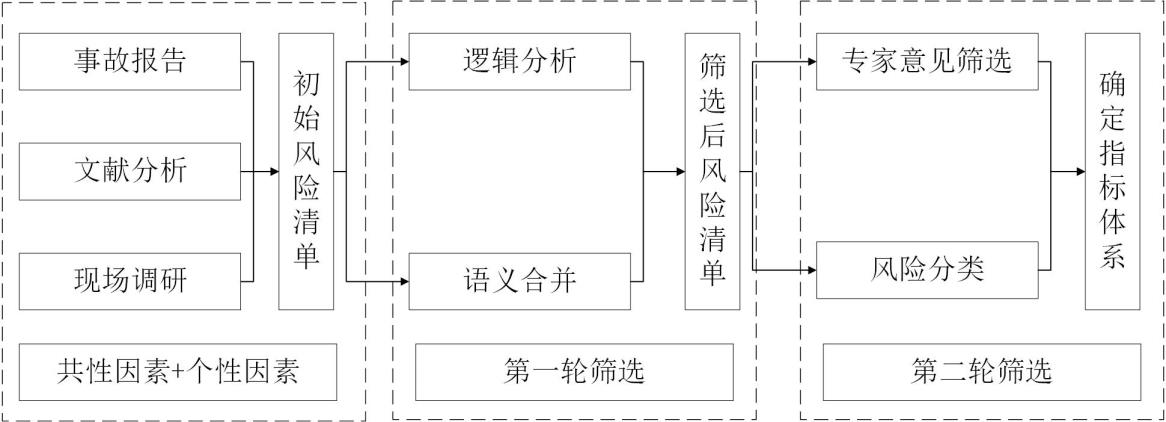 事故报告
文献分析
现场调研
初始风险清单
共性因素+个性因素
逻辑分析
语义合并
筛选后风险清单
第一轮筛选
专家意见筛选
风险分类
确定指标体系
第二轮筛选